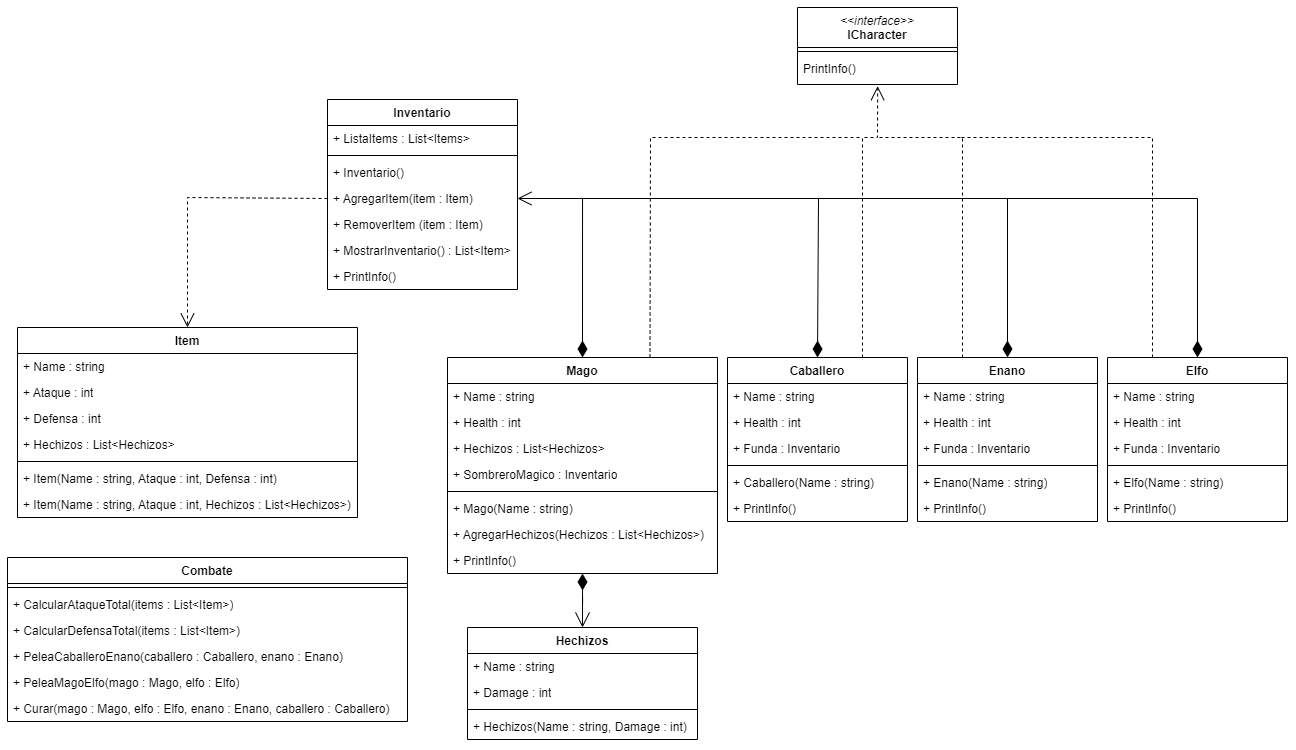 <<interface>>
ICharacter
PrintInfo()
Inventario
+ ListaItems : List<Items>
+ Inventario()
+ AgregarItem(item : Item)
+ RemoverItem (item : Item)
+ MostrarInventario() : List<Item>
+ PrintInfo()
Item
+ Name : string
+ Ataque : int
+ Defensa : int
+ Hechizos : List<Hechizos>
+ Item(Name : string, Ataque : int, Defensa : int)
+ Item(Name : string, Ataque : int, Hechizos : List<Hechizos>)
Mago
+ Name : string
+ Health : int
+ Hechizos : List<Hechizos>
+ SombreroMagico : Inventario
+ Mago(Name : string)
+ AgregarHechizos(Hechizos : List<Hechizos>)
+ PrintInfo()
Caballero
+ Name : string
+ Health : int
+ Funda : Inventario
+ Caballero(Name : string)
+ PrintInfo()
Enano
+ Name : string
+ Health : int
+ Funda : Inventario
+ Enano(Name : string)
+ PrintInfo()
Elfo
+ Name : string
+ Health : int
+ Funda : Inventario
+ Elfo(Name : string)
+ PrintInfo()
Combate
+ CalcularAtaqueTotal(items : List<Item>)
+ CalcularDefensaTotal(items : List<Item>)
+ PeleaCaballeroEnano(caballero : Caballero, enano : Enano)
+ PeleaMagoElfo(mago : Mago, elfo : Elfo)
+ Curar(mago : Mago, elfo : Elfo, enano : Enano, caballero : Caballero)
Hechizos
+ Name : string
+ Damage : int
+ Hechizos(Name : string, Damage : int)